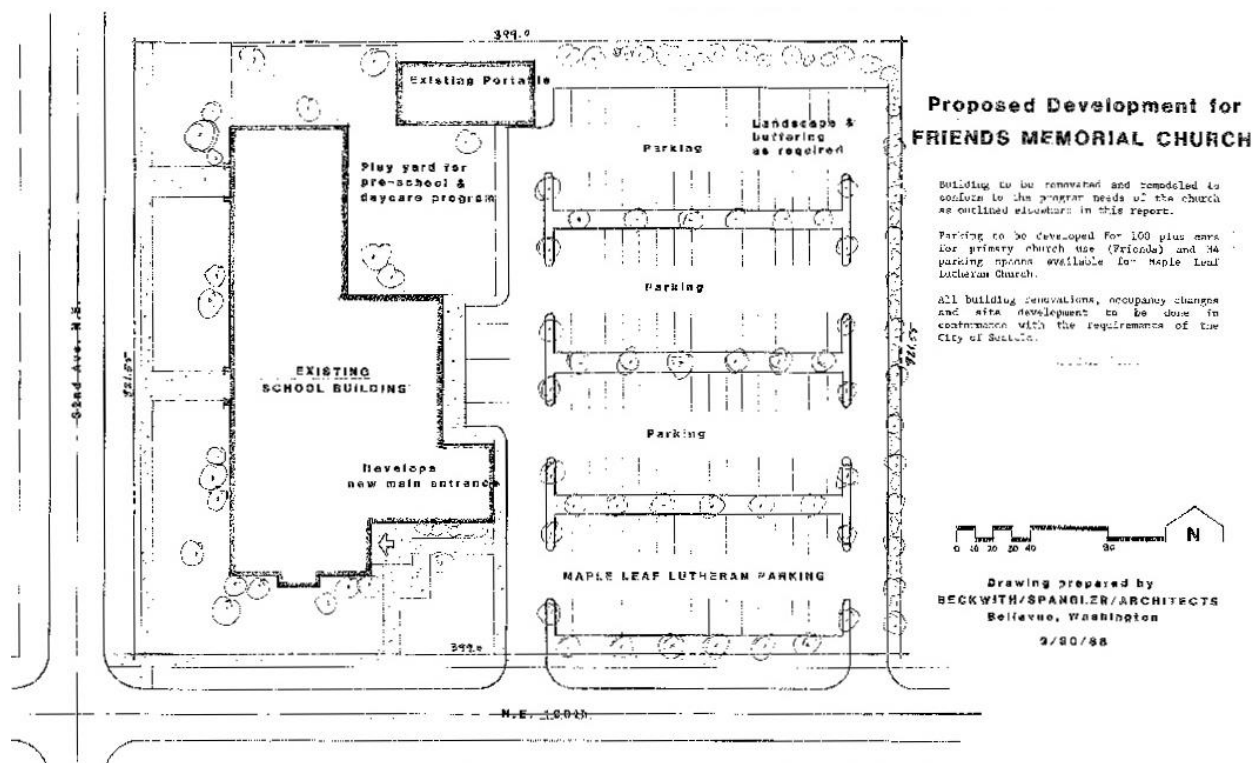 399.0
Existing Portable
Proposed Development for
FRIENDS MEMORIAL CHURCH
Landscape &
buffering
as required
Parking
Play yard for
pre-school &
daycare program
Building to be renovated and remodeled to
conform to the program needs of the church
as outlined elsewhere in this report.
Parking to be developed for 100 plus cars
for primary church use (Friends) and 34
parking spaces available for Maple Leaf
Lutheran Church.
All building renovations, occupancy changes
and site development to be done in
conformance with the requirements of the
City of Seattle.
Parking
Ave. N.E.
EXISTING
SCHOOL BUILDING
Parking
Develope
new main entrance
MAPLE LEAF LUTHERAN PARKING
N
0 10 20 30 40 80
Drawing prepared by
BECKWITH/SPANGLER/ARCHITECTS
Bellevue, Washington
399.0
N.E. 100th